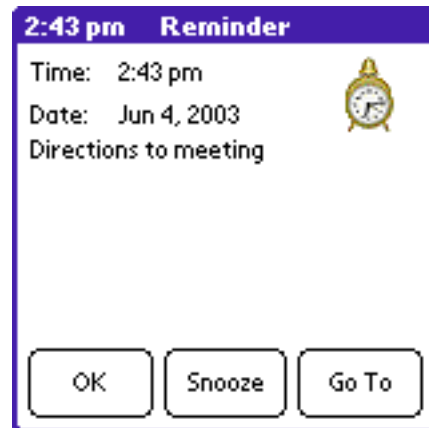 2:43 pm Reminder
Time: 2:43 pm
Date: Jun 4, 2003
Directions to meeting
OK Snooze Go To